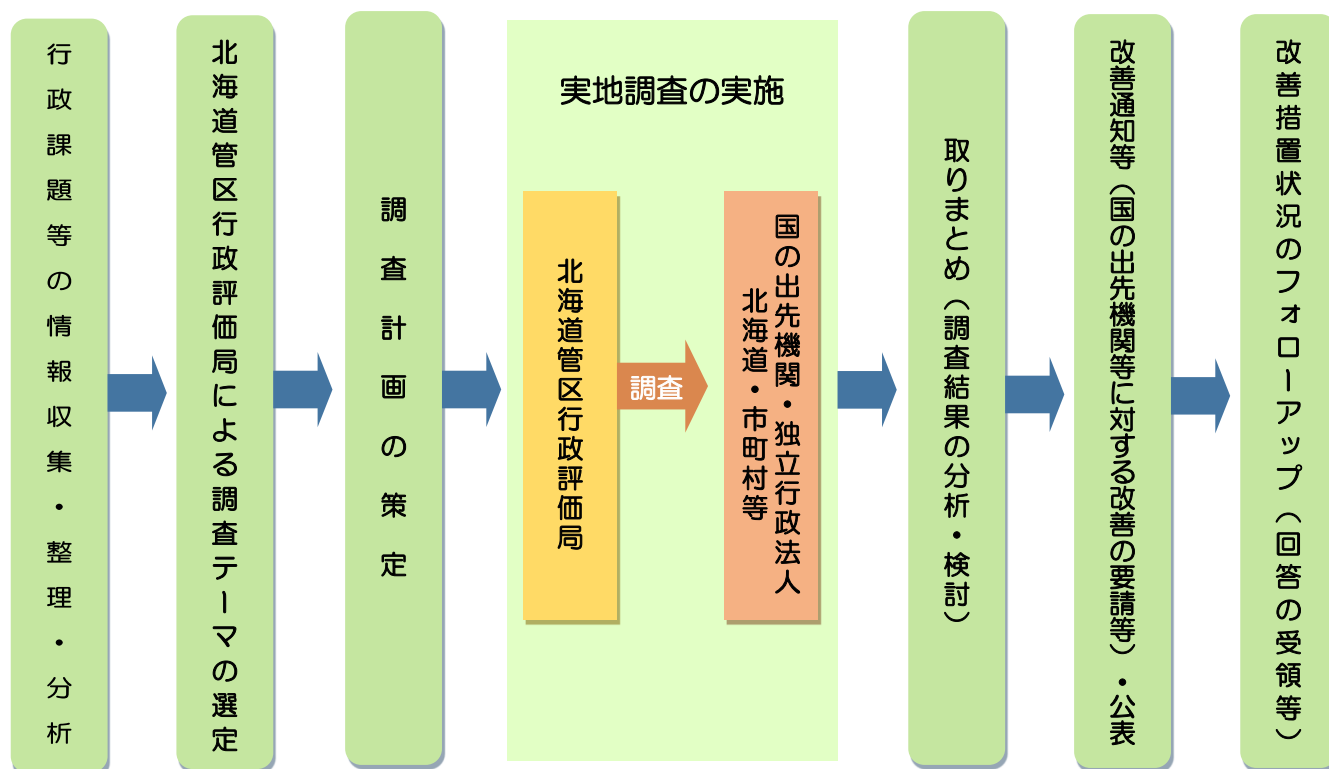 行政課題等の情報収集・整理・分析
北海道管区行政評価局による調査テーマの選定
調査計画の策定
実地調査の実施
北海道管区行政評価局
調査
国の出先機関・独立行政法人
北海道・市町村等
取りまとめ（調査結果の分析・検討）
改善通知等（国の出先機関等に対する改善の要請等）・公表
改善措置状況のフォローアップ（回答の受領等）